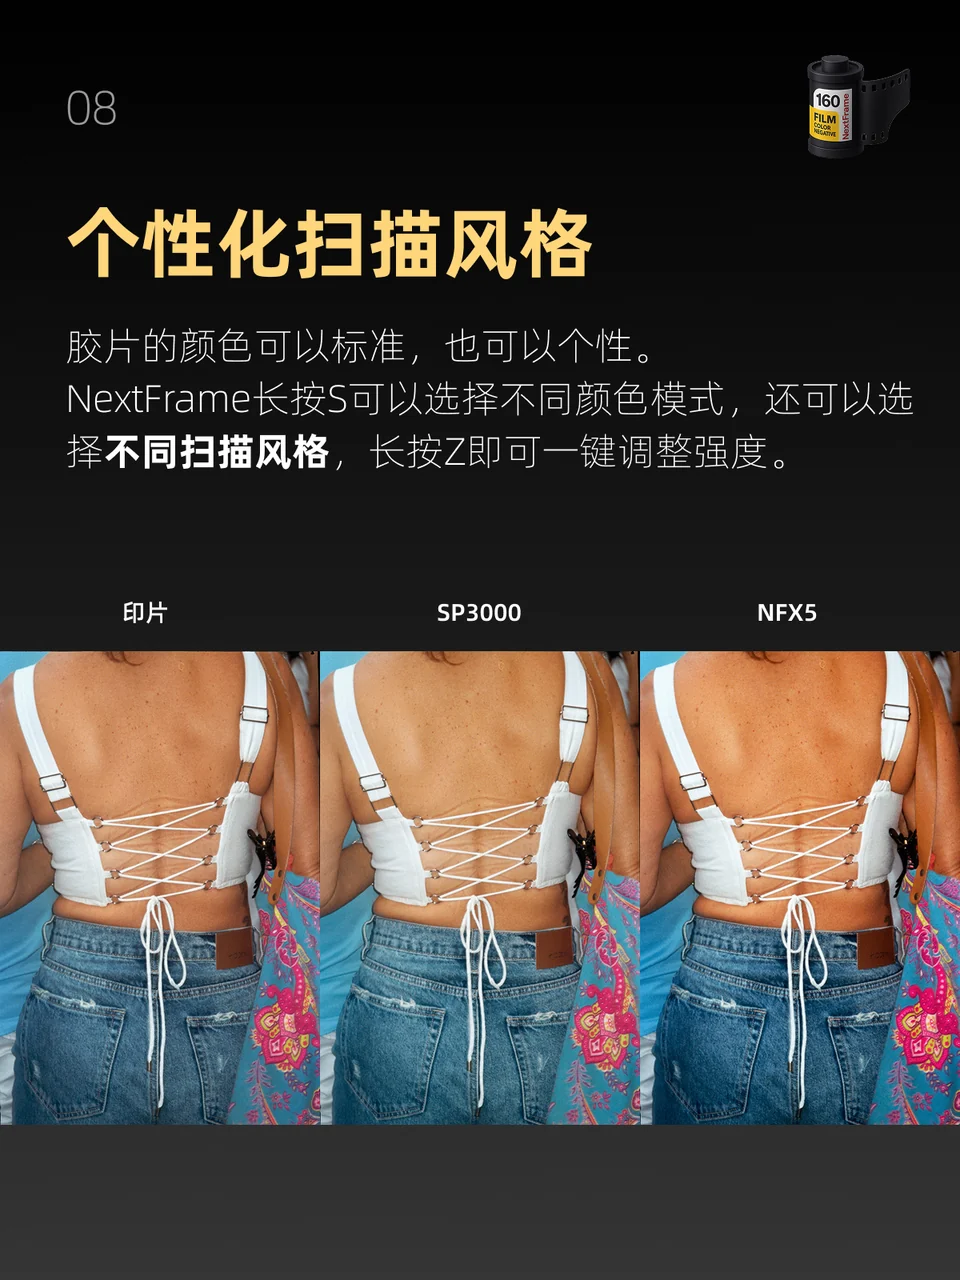 08
160
FILM
COLOR
NEGATIVE
NextFrame
个性化扫描风格
胶片的颜色可以标准，也可以个性。
NextFrame长按S可以选择不同颜色模式，还可以选
择不同扫描风格，长按Z即可一键调整强度。
印片
SP3000
NFX5